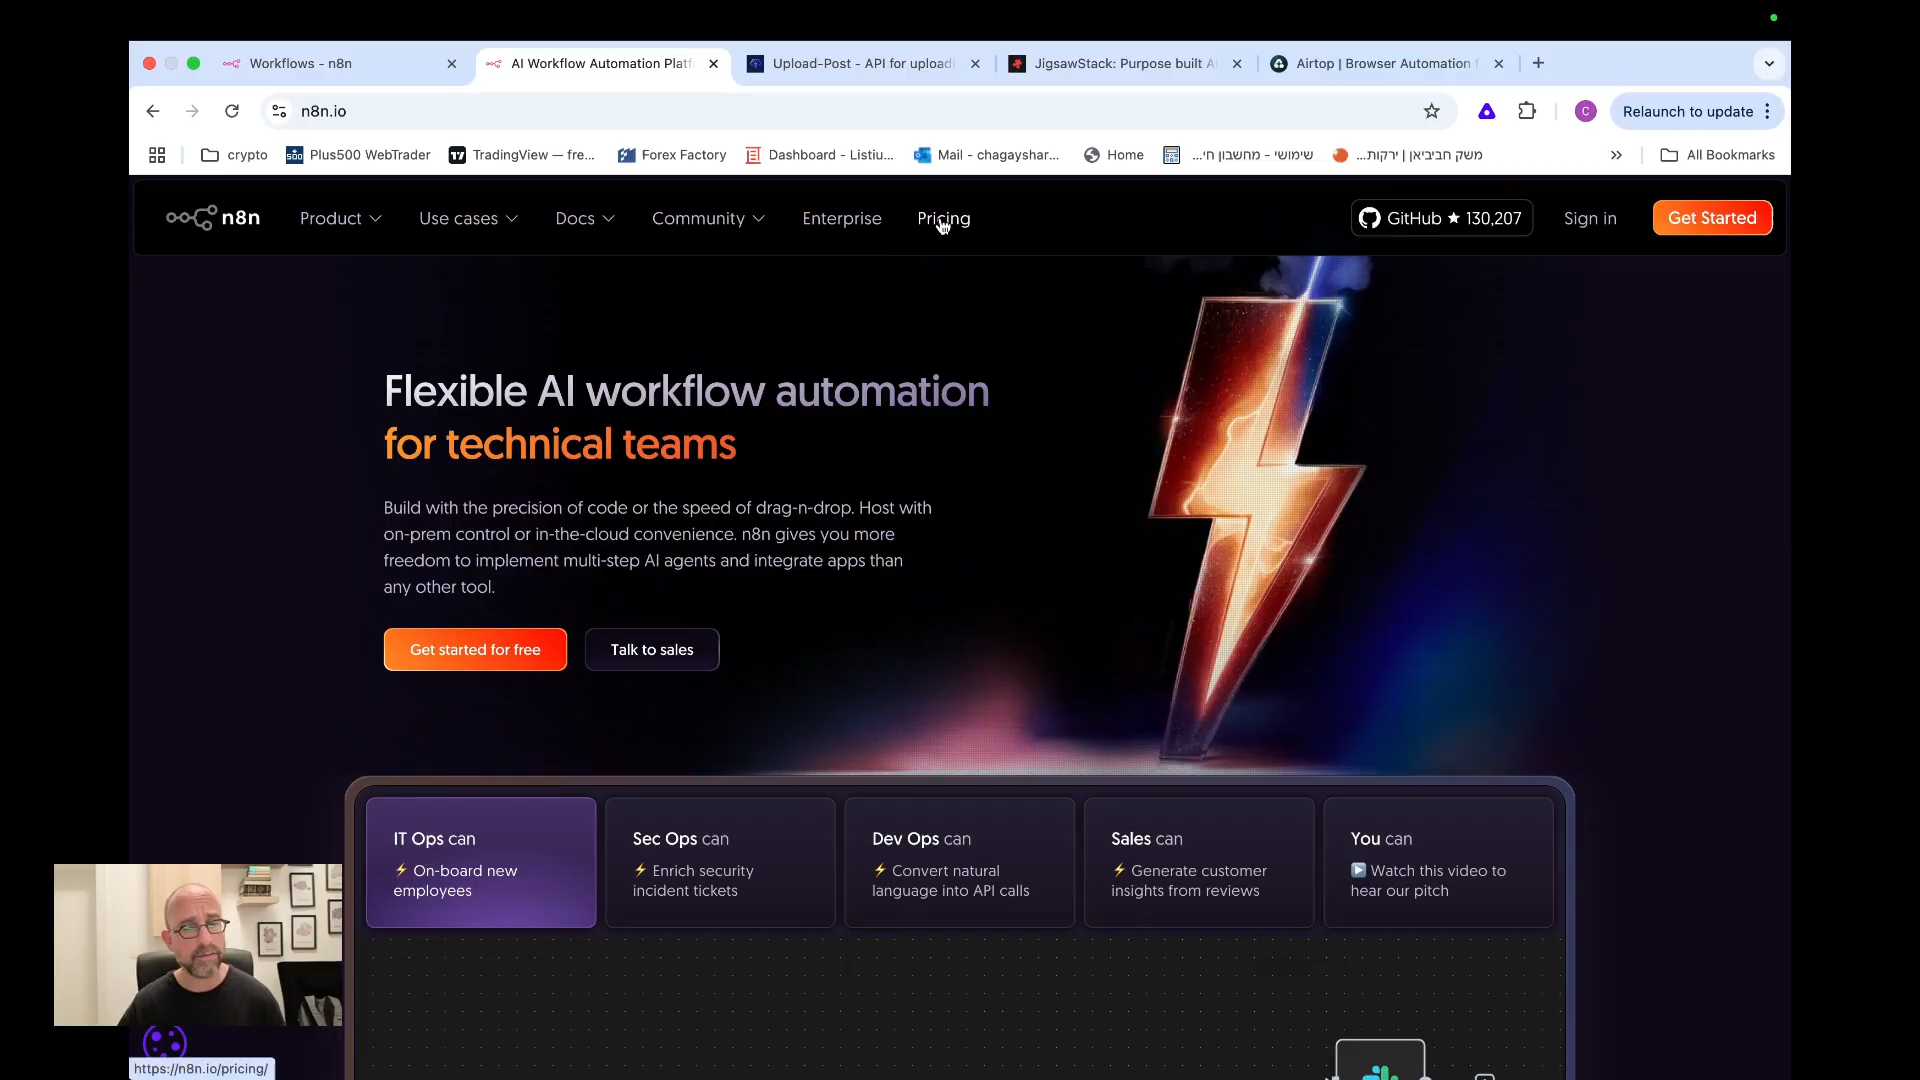 Workflows - n8n
AI Workflow Automation Platf
Upload-Post - API for uploadi
JigsawStack: Purpose built A
Airtop | Browser Automation f
n8n.io
C
Relaunch to update
crypto
Plus500 WebTrader
TradingView — fre...
Forex Factory
Dashboard - Listiu...
Mail - chagayshar...
Home
שימושי - מחשבון חי...
משק חביביאן | ירקות...
All Bookmarks
n8n
Product
Use cases
Docs
Community
Enterprise
Pricing
GitHub ★ 130,207
Sign in
Get Started
Flexible AI workflow automation
for technical teams
Build with the precision of code or the speed of drag-n-drop. Host with
on-prem control or in-the-cloud convenience. n8n gives you more
freedom to implement multi-step AI agents and integrate apps than
any other tool.
Get started for free
Talk to sales
IT Ops can
⚡ On-board new
employees
Sec Ops can
⚡ Enrich security
incident tickets
Dev Ops can
⚡ Convert natural
language into API calls
Sales can
⚡ Generate customer
insights from reviews
You can
▶️ Watch this video to
hear our pitch
https://n8n.io/pricing/